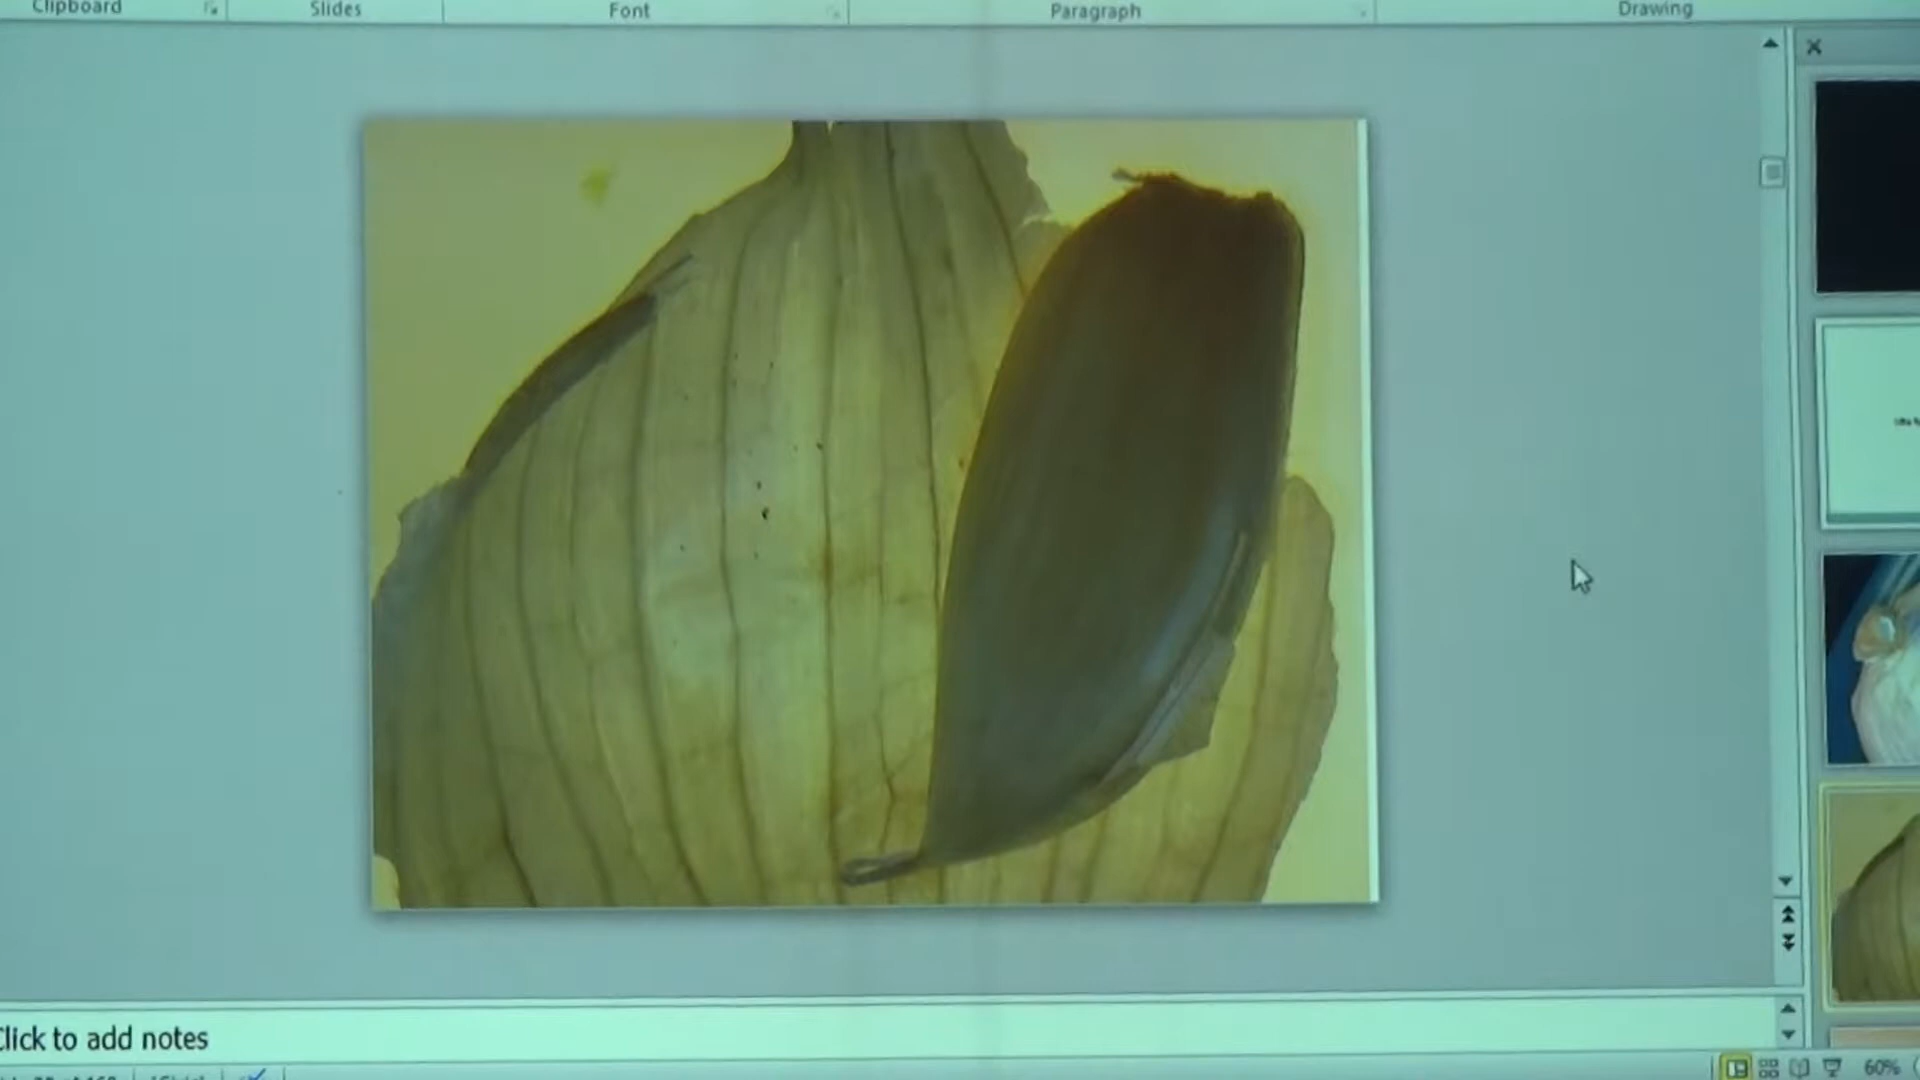 Clipboard
Slides
Font
Paragraph
Drawing
Click to add notes
60%